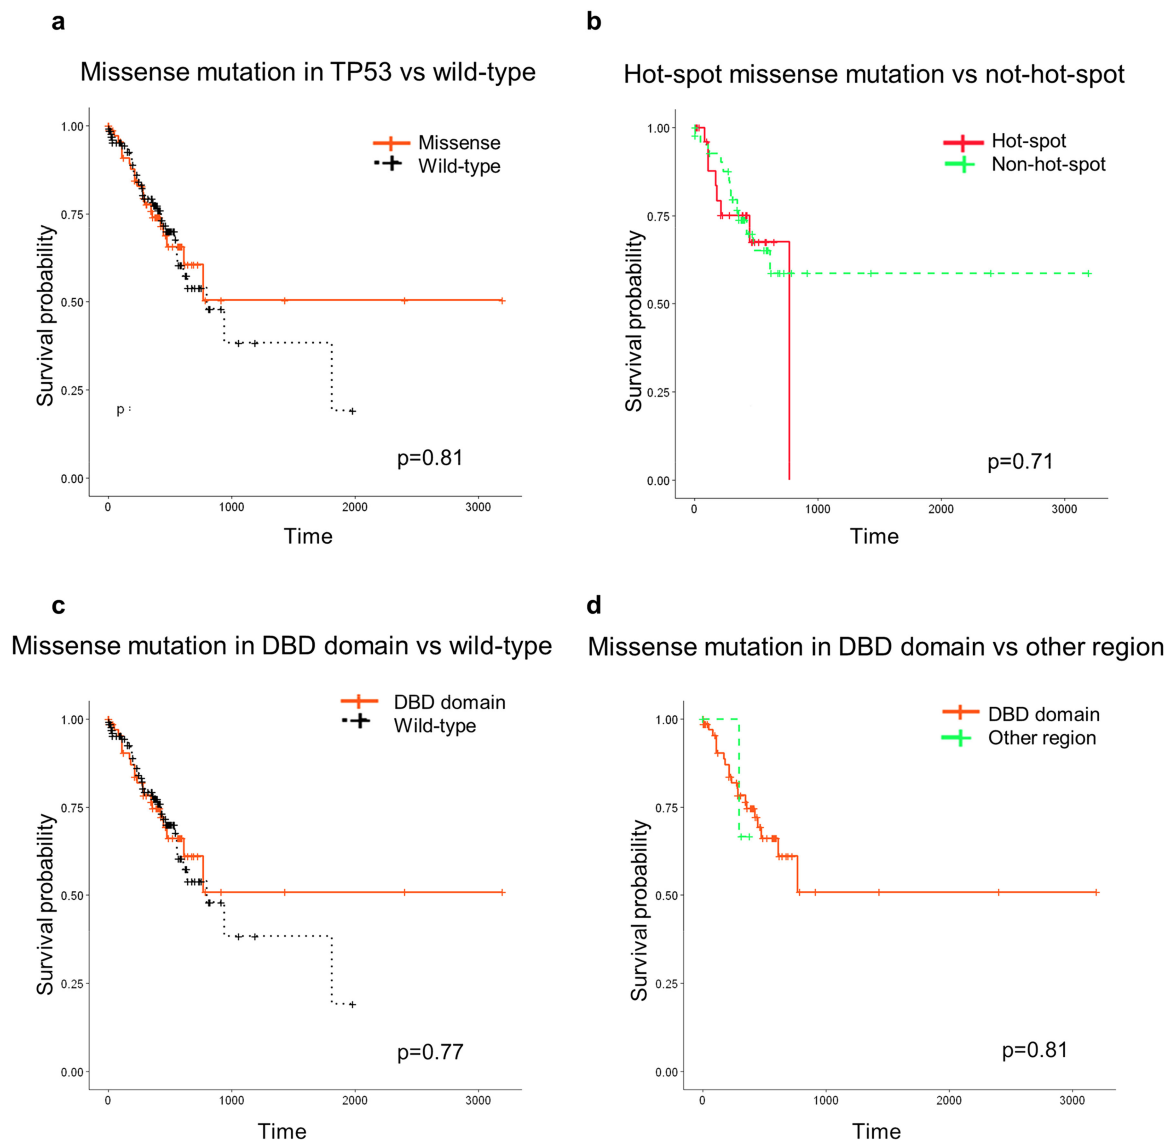 a
Missense mutation in TP53 vs wild-type
Missense
Wild-type
1.00
0.75
0.50
0.25
0.00
Survival probability
p :
p=0.81
0 1000 2000 3000
Time
b
Hot-spot missense mutation vs not-hot-spot
Hot-spot
Non-hot-spot
1.00
0.75
0.50
0.25
0.00
Survival probability
p=0.71
0 1000 2000 3000
Time
c
Missense mutation in DBD domain vs wild-type
DBD domain
Wild-type
1.00
0.75
0.50
0.25
0.00
Survival probability
p=0.77
0 1000 2000 3000
Time
d
Missense mutation in DBD domain vs other region
DBD domain
Other region
1.00
0.75
0.50
0.25
0.00
Survival probability
p=0.81
0 1000 2000 3000
Time